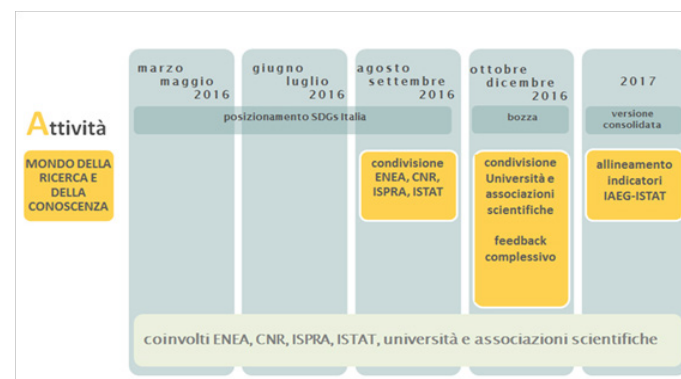 marzo
maggio
2016
giugno
luglio
2016
agosto
settembre
2016
ottobre
dicembre
2016
2017
posizionamento SDGs Italia
bozza
versione
consolidata
Attività
MONDO DELLA
RICERCA E
DELLA
CONOSCENZA
condivisione
ENEA, CNR,
ISPRA, ISTAT
condivisione
Università e
associazioni
scientifiche
feedback
complessivo
allineamento
indicatori
IAEG-ISTAT
coinvolti ENEA, CNR, ISPRA, ISTAT, università e associazioni scientifiche